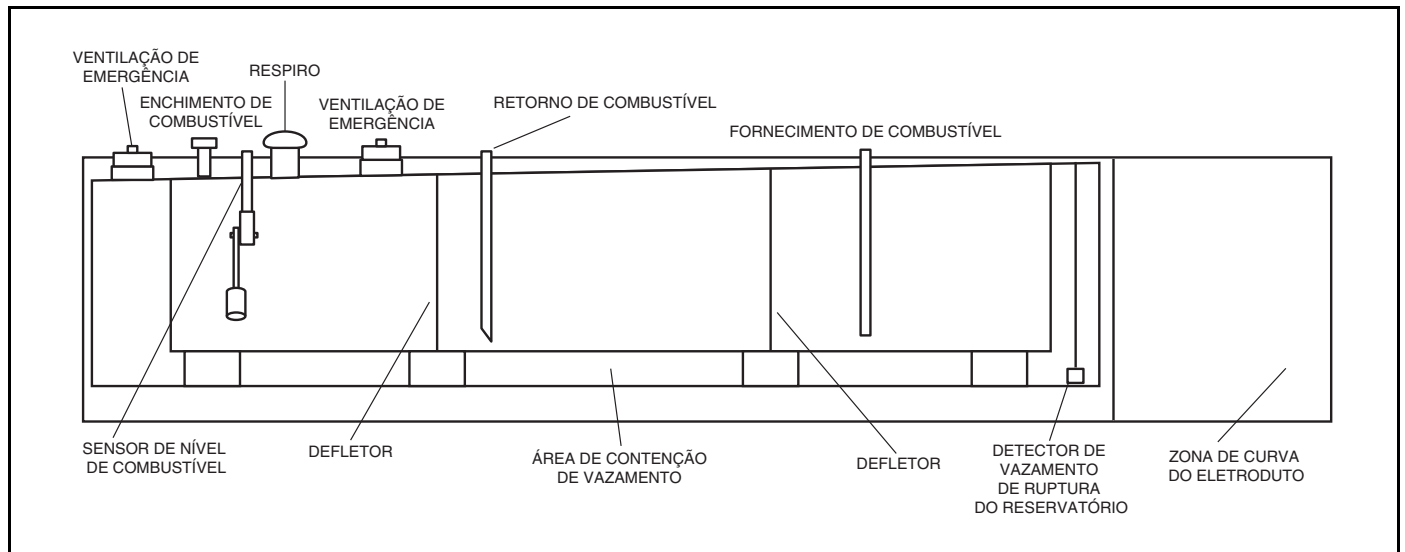 VENTILAÇÃO DE
EMERGÊNCIA
RESPIRO
ENCHIMENTO DE
COMBUSTÍVEL
VENTILAÇÃO DE
EMERGÊNCIA
RETORNO DE COMBUSTÍVEL
FORNECIMENTO DE COMBUSTÍVEL
SENSOR DE NÍVEL
DE COMBUSTÍVEL
DEFLETOR
ÁREA DE CONTENÇÃO
DE VAZAMENTO
DEFLETOR
DETECTOR DE
VAZAMENTO
DE RUPTURA
DO RESERVATÓRIO
ZONA DE CURVA
DO ELETRODUTO